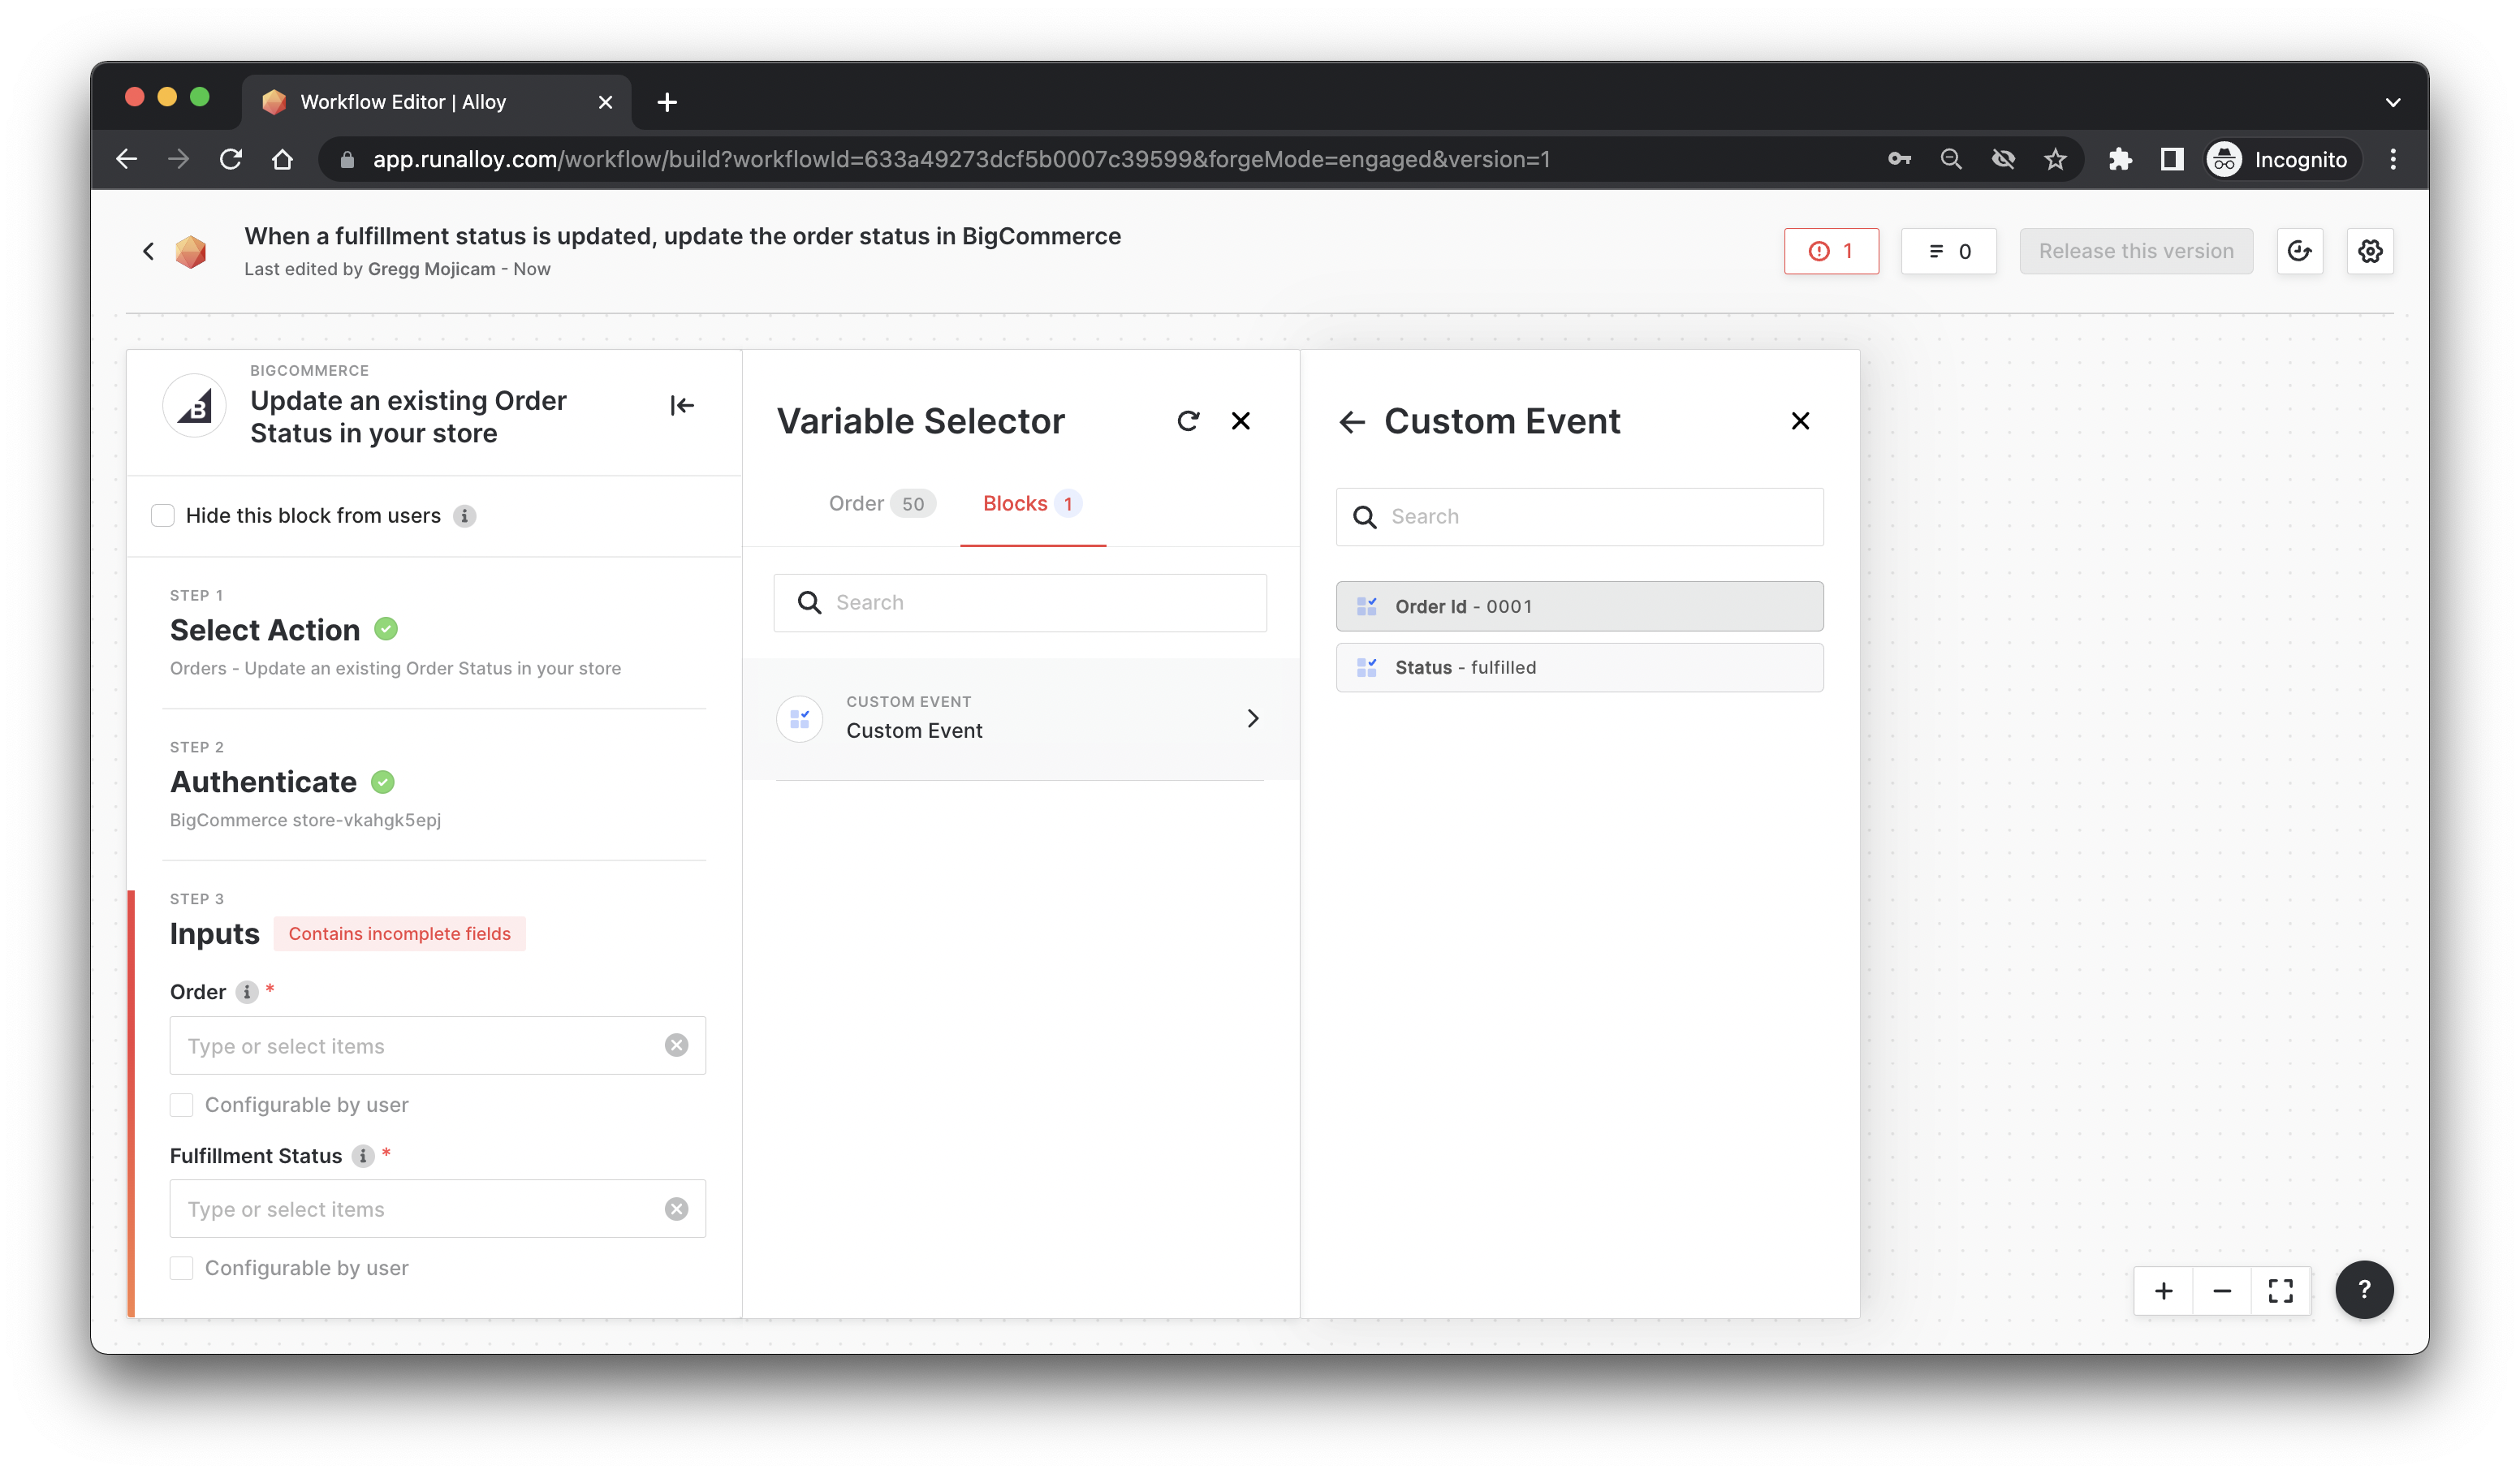 Workflow Editor | Alloy
app.runalloy.com/workflow/build?workflowId=633a49273dcf5b0007c39599&forgeMode=engaged&version=1
Incognito
When a fulfillment status is updated, update the order status in BigCommerce
Last edited by Gregg Mojicam - Now
1
0
Release this version
BIGCOMMERCE
Update an existing Order
Status in your store
Hide this block from users
STEP 1
Select Action
Orders - Update an existing Order Status in your store
STEP 2
Authenticate
BigCommerce store-vkahgk5epj
STEP 3
Inputs Contains incomplete fields
Order *
Type or select items
Configurable by user
Fulfillment Status *
Type or select items
Configurable by user
Variable Selector
Order 50 Blocks 1
Search
CUSTOM EVENT
Custom Event
Custom Event
Search
Order Id - 0001
Status - fulfilled
?